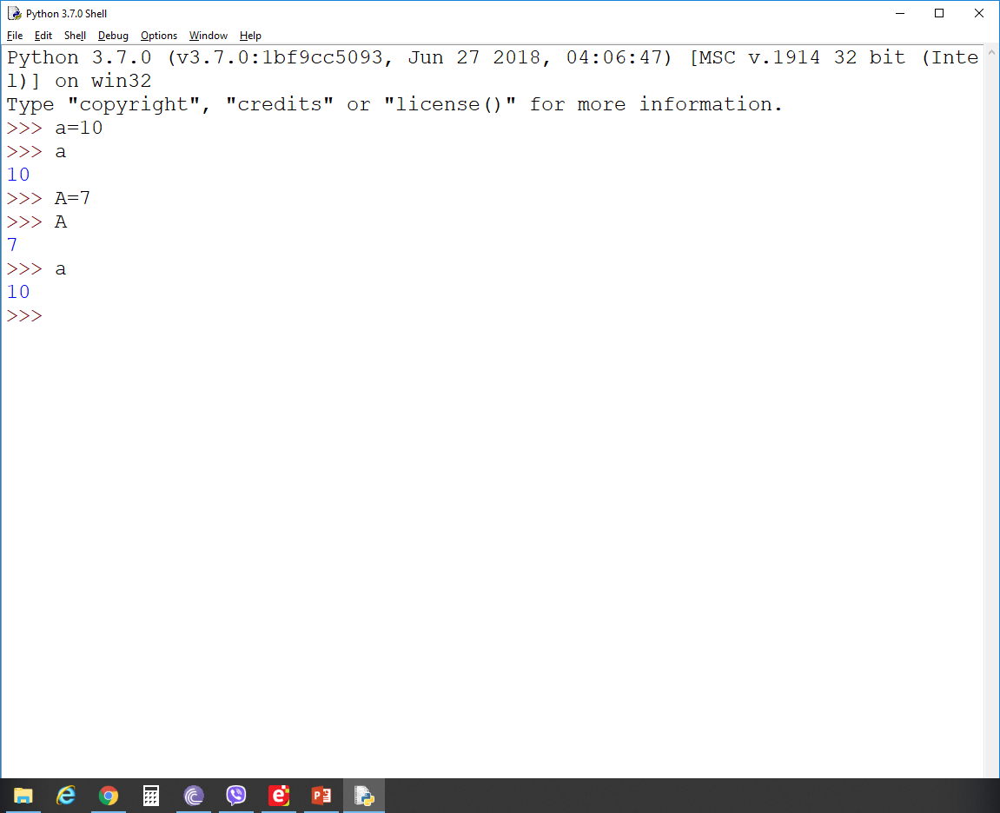 Python 3.7.0 Shell
File Edit Shell Debug Options Window Help
Python 3.7.0 (v3.7.0:1bf9cc5093, Jun 27 2018, 04:06:47) [MSC v.1914 32 bit (Inte
l)] on win32
Type "copyright", "credits" or "license()" for more information.
>>> a=10
>>> a
10
>>> A=7
>>> A
7
>>> a
10
>>>